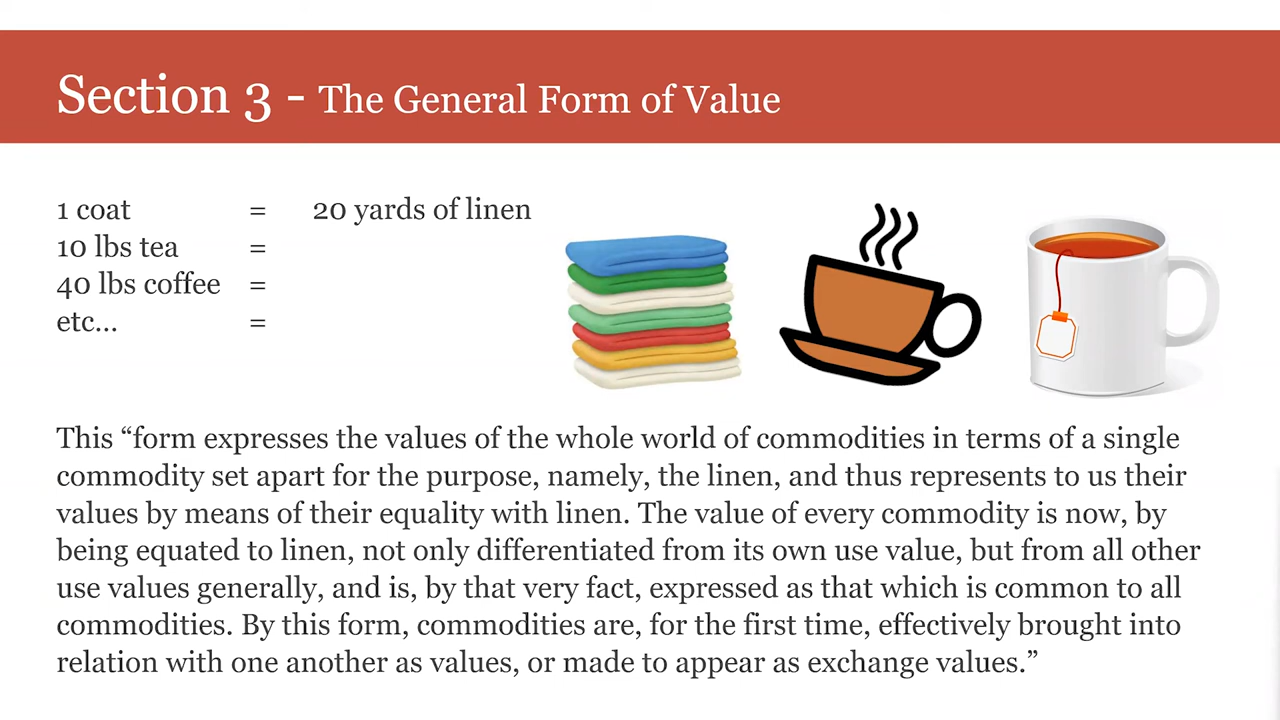 Section 3 - The General Form of Value
1 coat = 20 yards of linen
10 lbs tea =
40 lbs coffee =
etc... =
This “form expresses the values of the whole world of commodities in terms of a single
commodity set apart for the purpose, namely, the linen, and thus represents to us their
values by means of their equality with linen. The value of every commodity is now, by
being equated to linen, not only differentiated from its own use value, but from all other
use values generally, and is, by that very fact, expressed as that which is common to all
commodities. By this form, commodities are, for the first time, effectively brought into
relation with one another as values, or made to appear as exchange values.”